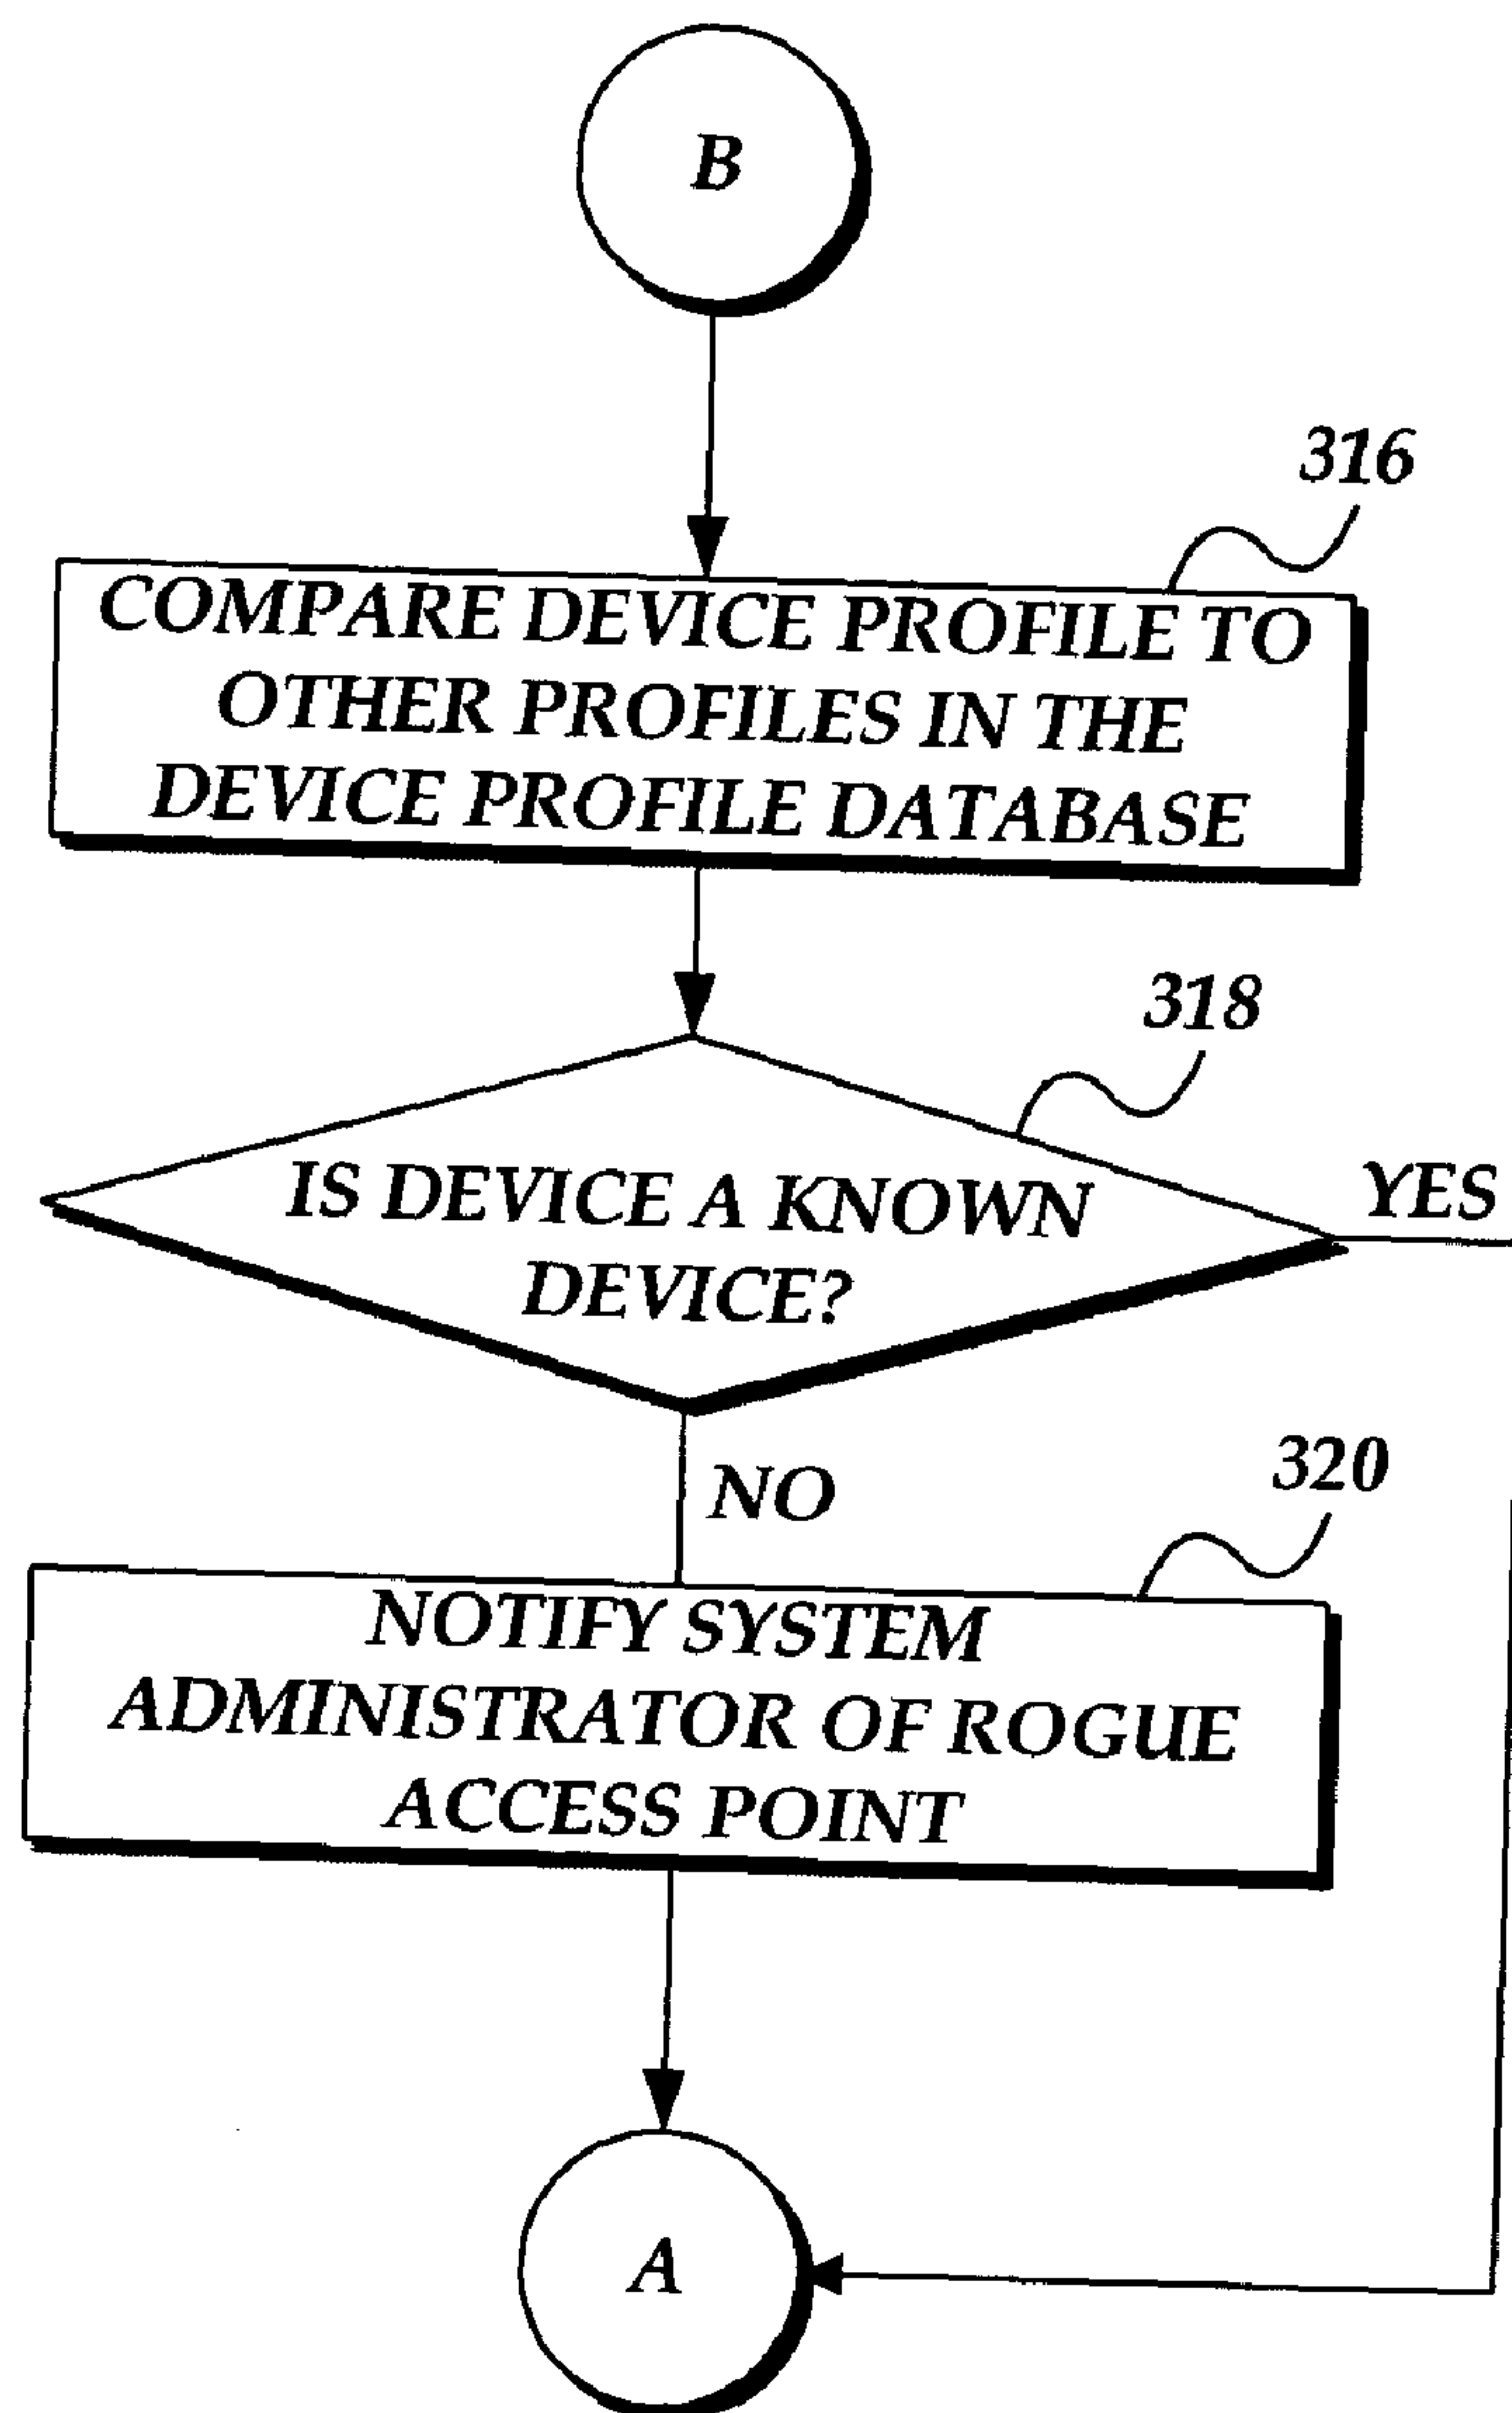 B
316
COMPARE DEVICE PROFILE TO
OTHER PROFILES IN THE
DEVICE PROFILE DATABASE
318
IS DEVICE A KNOWN
DEVICE?
YES
NO
320
NOTIFY SYSTEM
ADMINISTRATOR OF ROGUE
ACCESS POINT
A